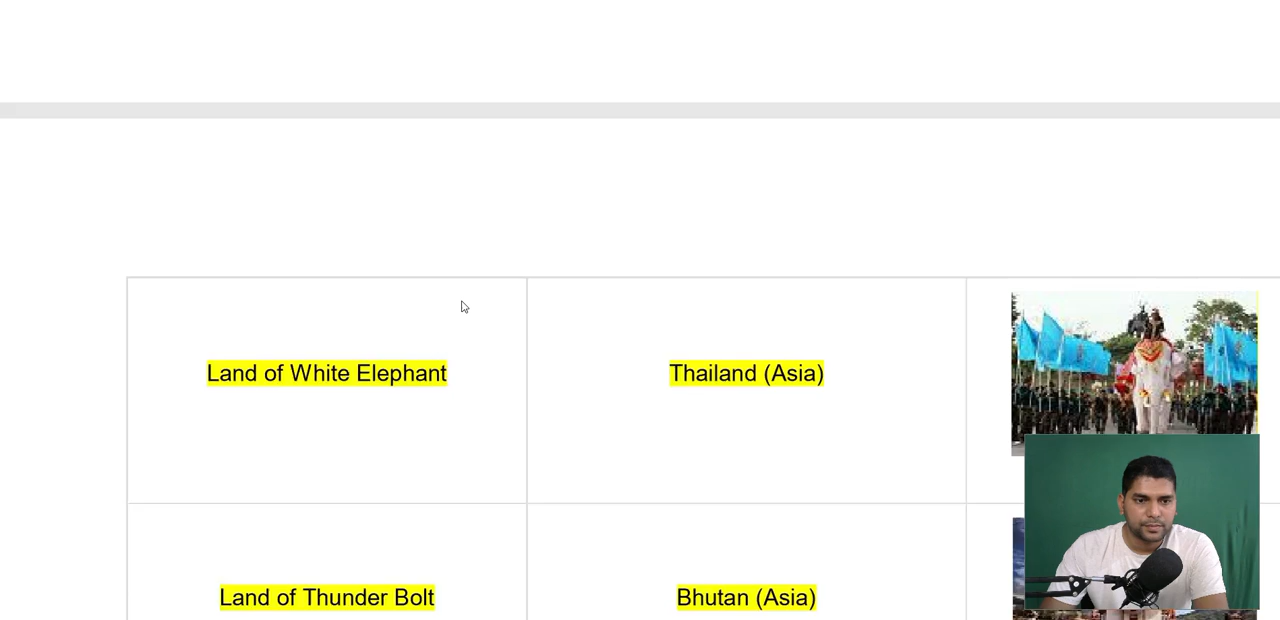 Land of White Elephant
Thailand (Asia)
Land of Thunder Bolt
Bhutan (Asia)